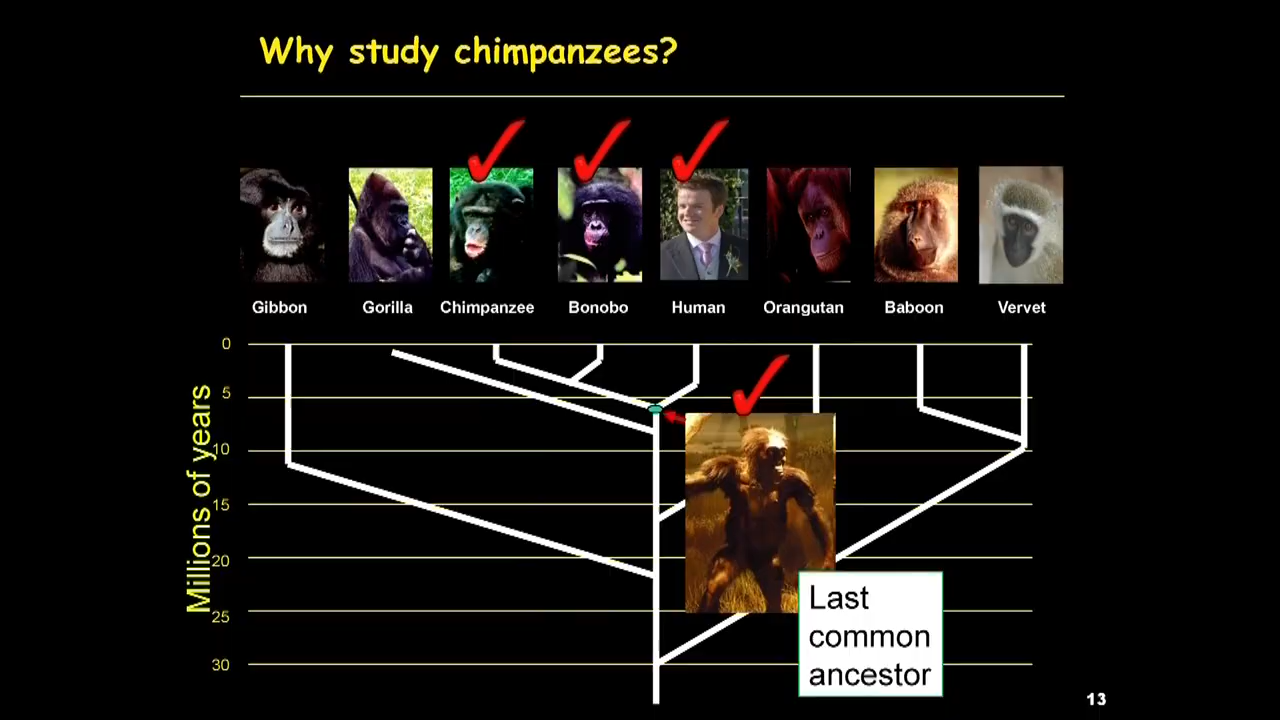 Why study chimpanzees?
Gibbon
Gorilla
Chimpanzee
Bonobo
Human
Orangutan
Baboon
Vervet
Millions of years
0
5
10
15
20
25
30
Last
common
ancestor
13